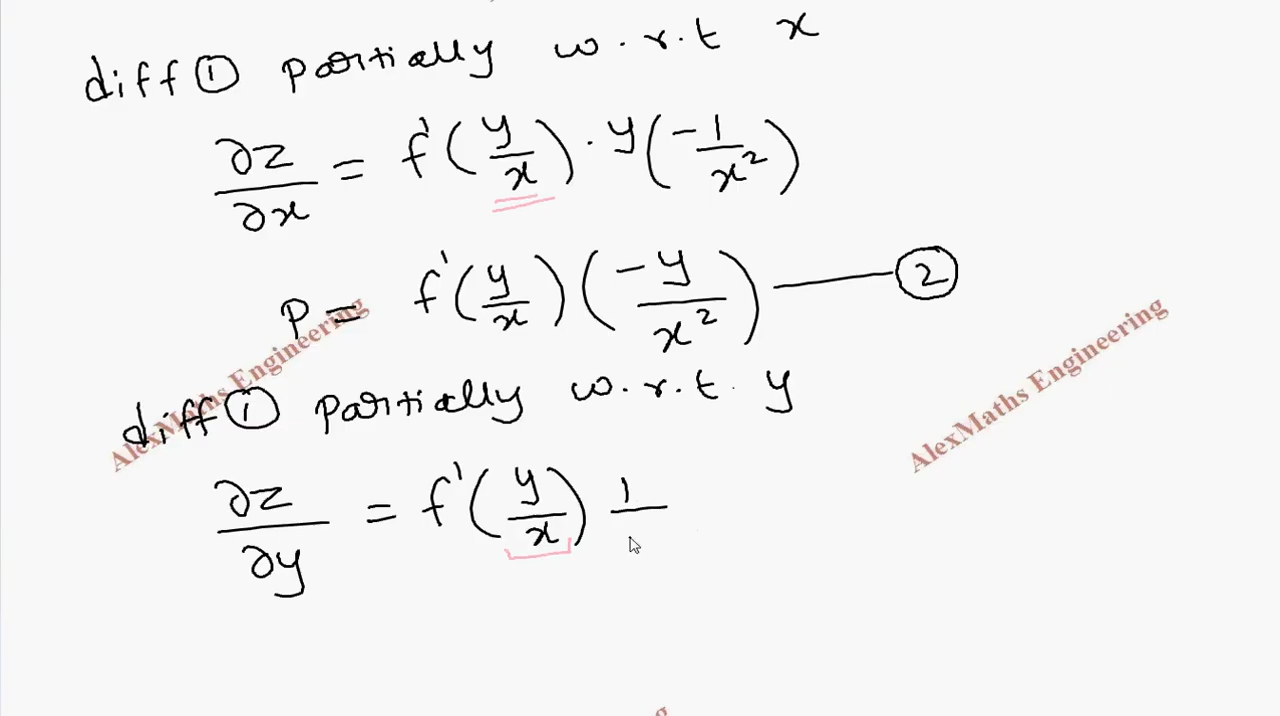 diff ① partially w.r.t x
∂z/∂x = f'(y/x) · y(-1/x²)
P = f'(y/x) (-y/x²) —— ②
AlexMaths Engineering
AlexMaths Engineering
diff ① partially w.r.t. y
∂z/∂y = f'(y/x) 1/